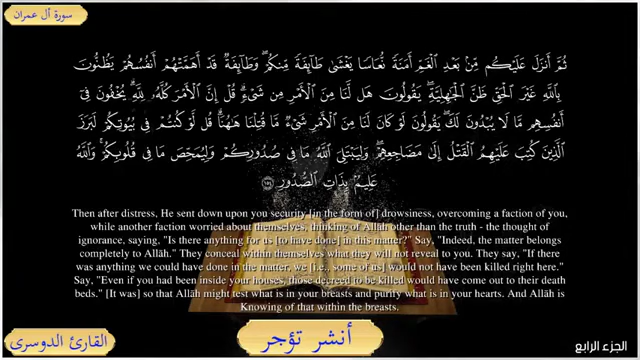 سورة آل عمران
ثُمَّ أَنزَلَ عَلَيْكُم مِّنۢ بَعْدِ ٱلْغَمِّ أَمَنَةً نُّعَاسًا يَغْشَىٰ طَآئِفَةً مِّنكُمْ ۖ وَطَآئِفَةٌ قَدْ أَهَمَّتْهُمْ أَنفُسُهُمْ يَظُنُّونَ
بِٱللَّهِ غَيْرَ ٱلْحَقِّ ظَنَّ ٱلْجَٰهِلِيَّةِ ۖ يَقُولُونَ هَل لَّنَا مِنَ ٱلْأَمْرِ مِن شَىْءٍ ۗ قُلْ إِنَّ ٱلْأَمْرَ كُلَّهُۥ لِلَّهِ ۗ يُخْفُونَ فِىٓ
أَنفُسِهِم مَّا لَا يُبْدُونَ لَكَ ۖ يَقُولُونَ لَوْ كَانَ لَنَا مِنَ ٱلْأَمْرِ شَىْءٌ مَّا قُتِلْنَا هَٰهُنَا ۗ قُل لَّوْ كُنتُمْ فِى بُيُوتِكُمْ لَبَرَزَ
ٱلَّذِينَ كُتِبَ عَلَيْهِمُ ٱلْقَتْلُ إِلَىٰ مَضَاجِعِهِمْ ۖ وَلِيَبْتَلِىَ ٱللَّهُ مَا فِى صُدُورِكُمْ وَلِيُمَحِّصَ مَا فِى قُلُوبِكُمْ ۗ وَٱللَّهُ
عَلِيمٌۢ بِذَاتِ ٱلصُّدُورِ ١٥٤
Then after distress, He sent down upon you security [in the form of] drowsiness, overcoming a faction of you,
while another faction worried about themselves, thinking of Allāh other than the truth - the thought of
ignorance, saying, "Is there anything for us [to have done] in this matter?" Say, "Indeed, the matter belongs
completely to Allāh." They conceal within themselves what they will not reveal to you. They say, "If there
was anything we could have done in the matter, we [i.e., some of us] would not have been killed right here."
Say, "Even if you had been inside your houses, those decreed to be killed would have come out to their death
beds." [It was] so that Allāh might test what is in your breasts and purify what is in your hearts. And Allāh is
Knowing of that within the breasts.
القارئ الدوسري
أنشر تؤجر
الجزء الرابع